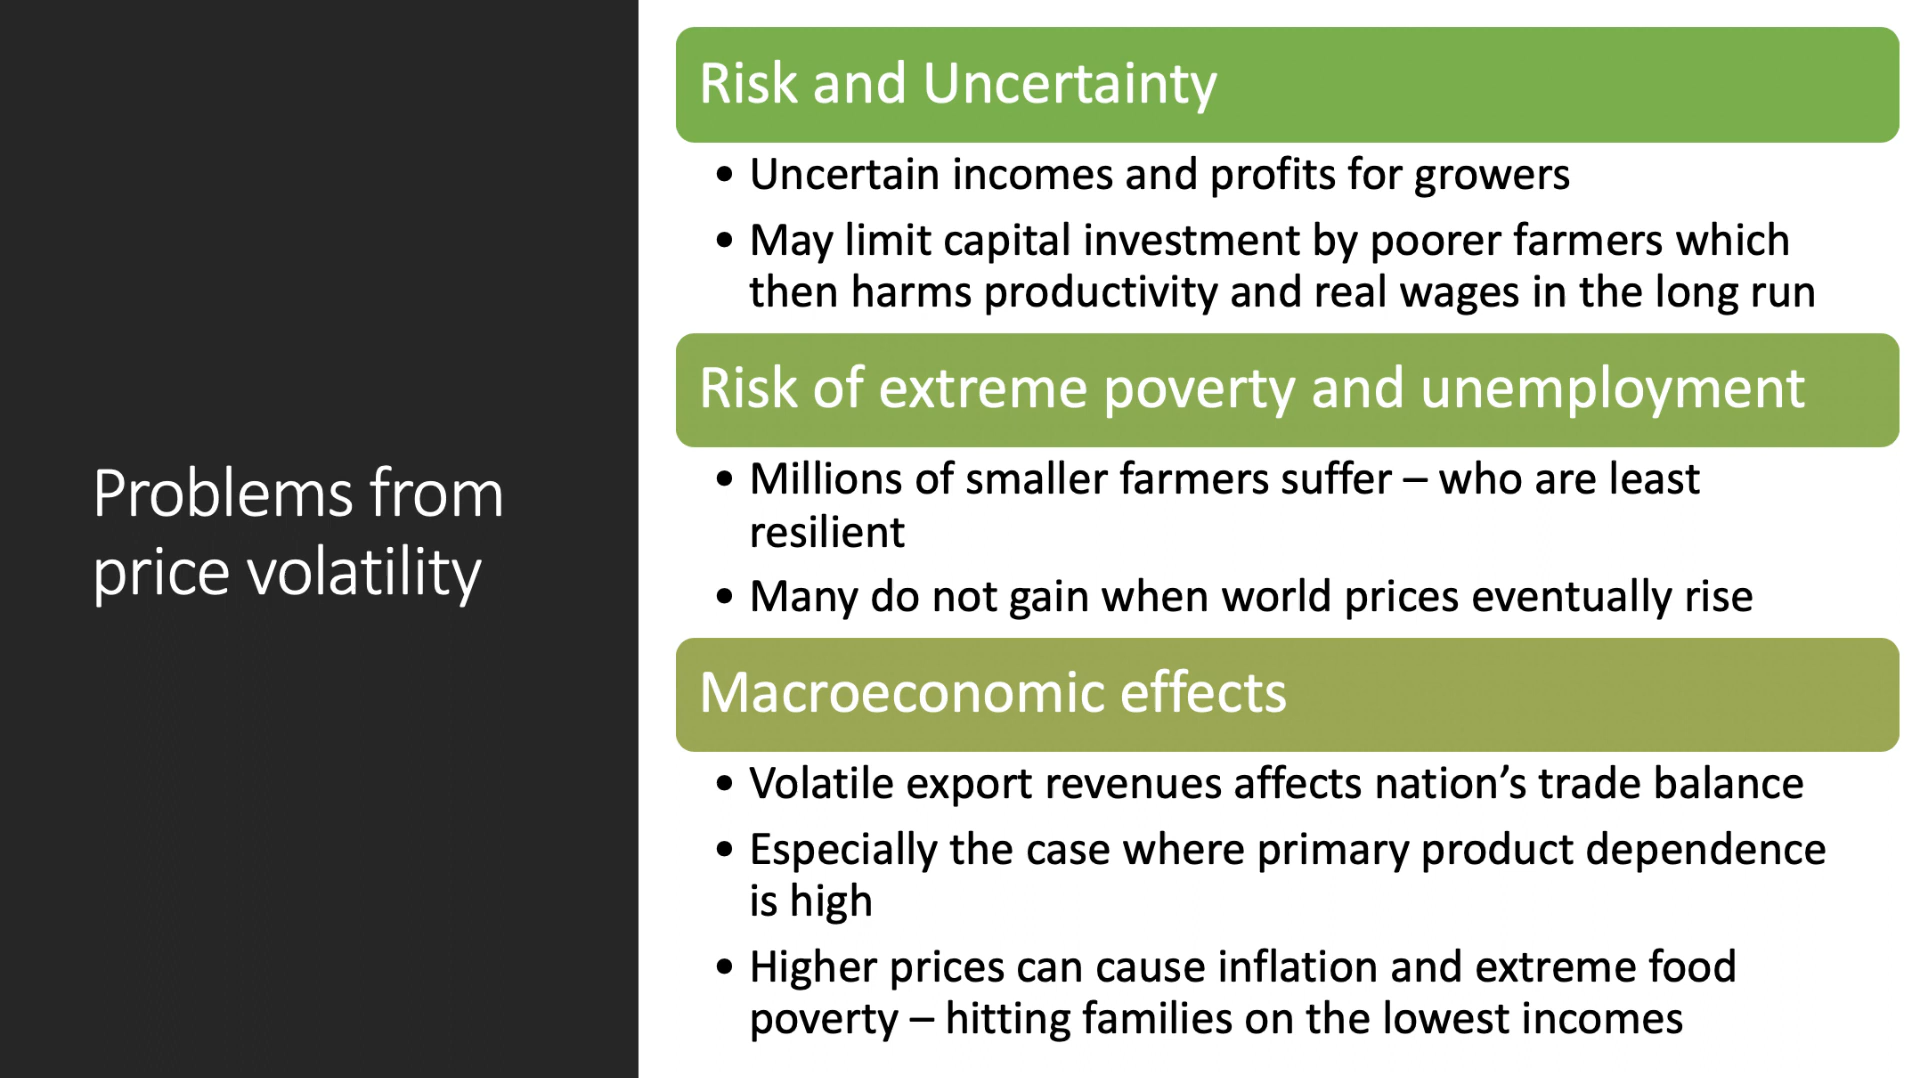 Problems from
price volatility
Risk and Uncertainty
• Uncertain incomes and profits for growers
• May limit capital investment by poorer farmers which
then harms productivity and real wages in the long run
Risk of extreme poverty and unemployment
• Millions of smaller farmers suffer – who are least
resilient
• Many do not gain when world prices eventually rise
Macroeconomic effects
• Volatile export revenues affects nation’s trade balance
• Especially the case where primary product dependence
is high
• Higher prices can cause inflation and extreme food
poverty – hitting families on the lowest incomes